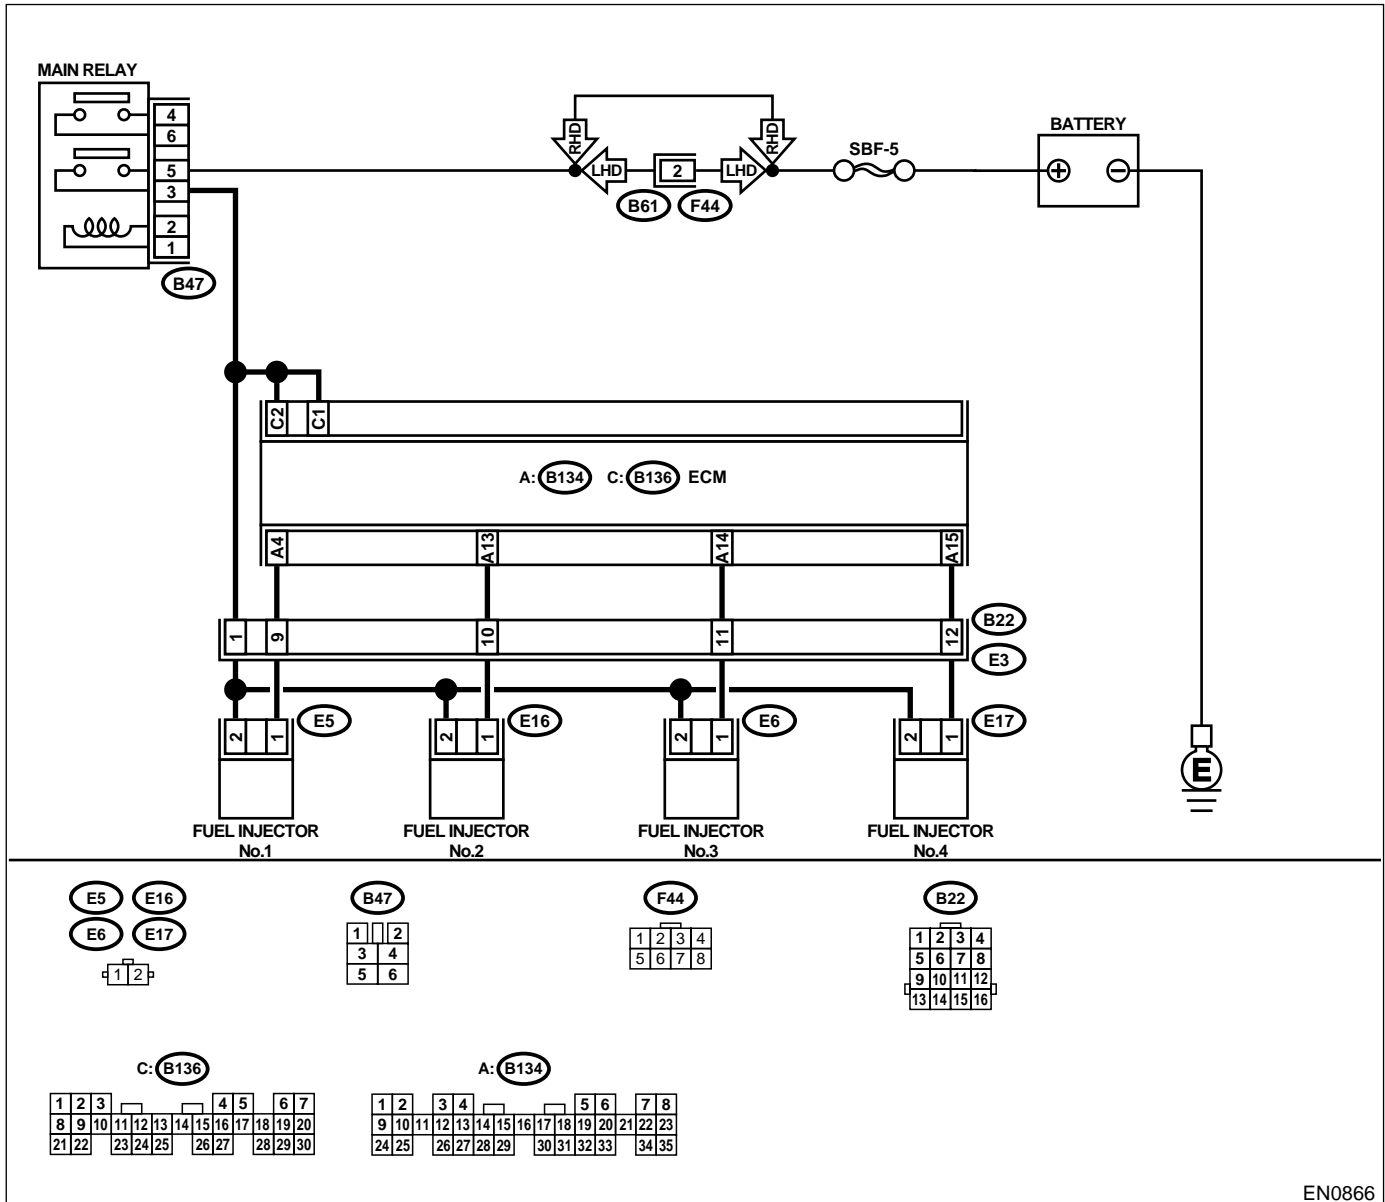 MAIN RELAY
4
6
5
3
2
1
B47
RHD
RHD
LHD
2
LHD
B61
F44
SBF-5
BATTERY
+
−
C2
C1
A: B134 C: B136 ECM
A4
A13
A14
A15
1
9
10
11
12
B22
E3
2
1
E5
2
1
E16
2
1
E6
2
1
E17
E
FUEL INJECTOR
No.1
FUEL INJECTOR
No.2
FUEL INJECTOR
No.3
FUEL INJECTOR
No.4
E5 E16
E6 E17
1 2
B47
1 2
3 4
5 6
F44
1 2 3 4
5 6 7 8
B22
1 2 3 4
5 6 7 8
9 10 11 12
13 14 15 16
C: B136
1 2 3 4 5 6 7
8 9 10 11 12 13 14 15 16 17 18 19 20
21 22 23 24 25 26 27 28 29 30
A: B134
1 2 3 4 5 6 7 8
9 10 11 12 13 14 15 16 17 18 19 20 21 22 23
24 25 26 27 28 29 30 31 32 33 34 35
EN0866